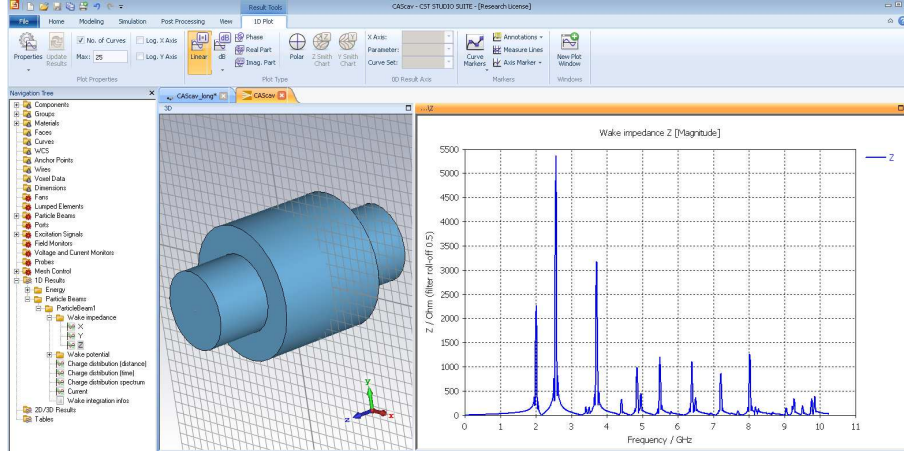 Result Tools
CAScav - CST STUDIO SUITE - [Research License]
File Home Modeling Simulation Post Processing View 1D Plot
Properties
Update Results
No. of Curves
Max: 25
Log. X Axis
Log. Y Axis
Plot Properties
Linear
dB
Phase
Real Part
Imag. Part
Polar
Z Smith Chart
Y Smith Chart
Plot Type
X Axis:
Parameter:
Curve Set:
0D Result Axis
Curve Markers
Annotations
Measure Lines
Axis Marker
Markers
New Plot Window
Windows
Navigation Tree
Components
Groups
Materials
Faces
Curves
WCS
Anchor Points
Wires
Voxel Data
Dimensions
Fans
Lumped Elements
Particle Beams
Ports
Excitation Signals
Field Monitors
Voltage and Current Monitors
Probes
Mesh Control
1D Results
Energy
Particle Beams
ParticleBeam1
Wake impedance
X
Y
Z
Wake potential
Charge distribution (distance)
Charge distribution (time)
Charge distribution spectrum
Current
Wake integration infos
2D/3D Results
Tables
CAScav_long*
CAScav
3D
y
z
x
...\Z
Wake impedance Z [Magnitude]
Z
Z / Ohm (filter roll-off 0.5)
5500
5000
4500
4000
3500
3000
2500
2000
1500
1000
500
0
0 1 2 3 4 5 6 7 8 9 10 11
Frequency / GHz